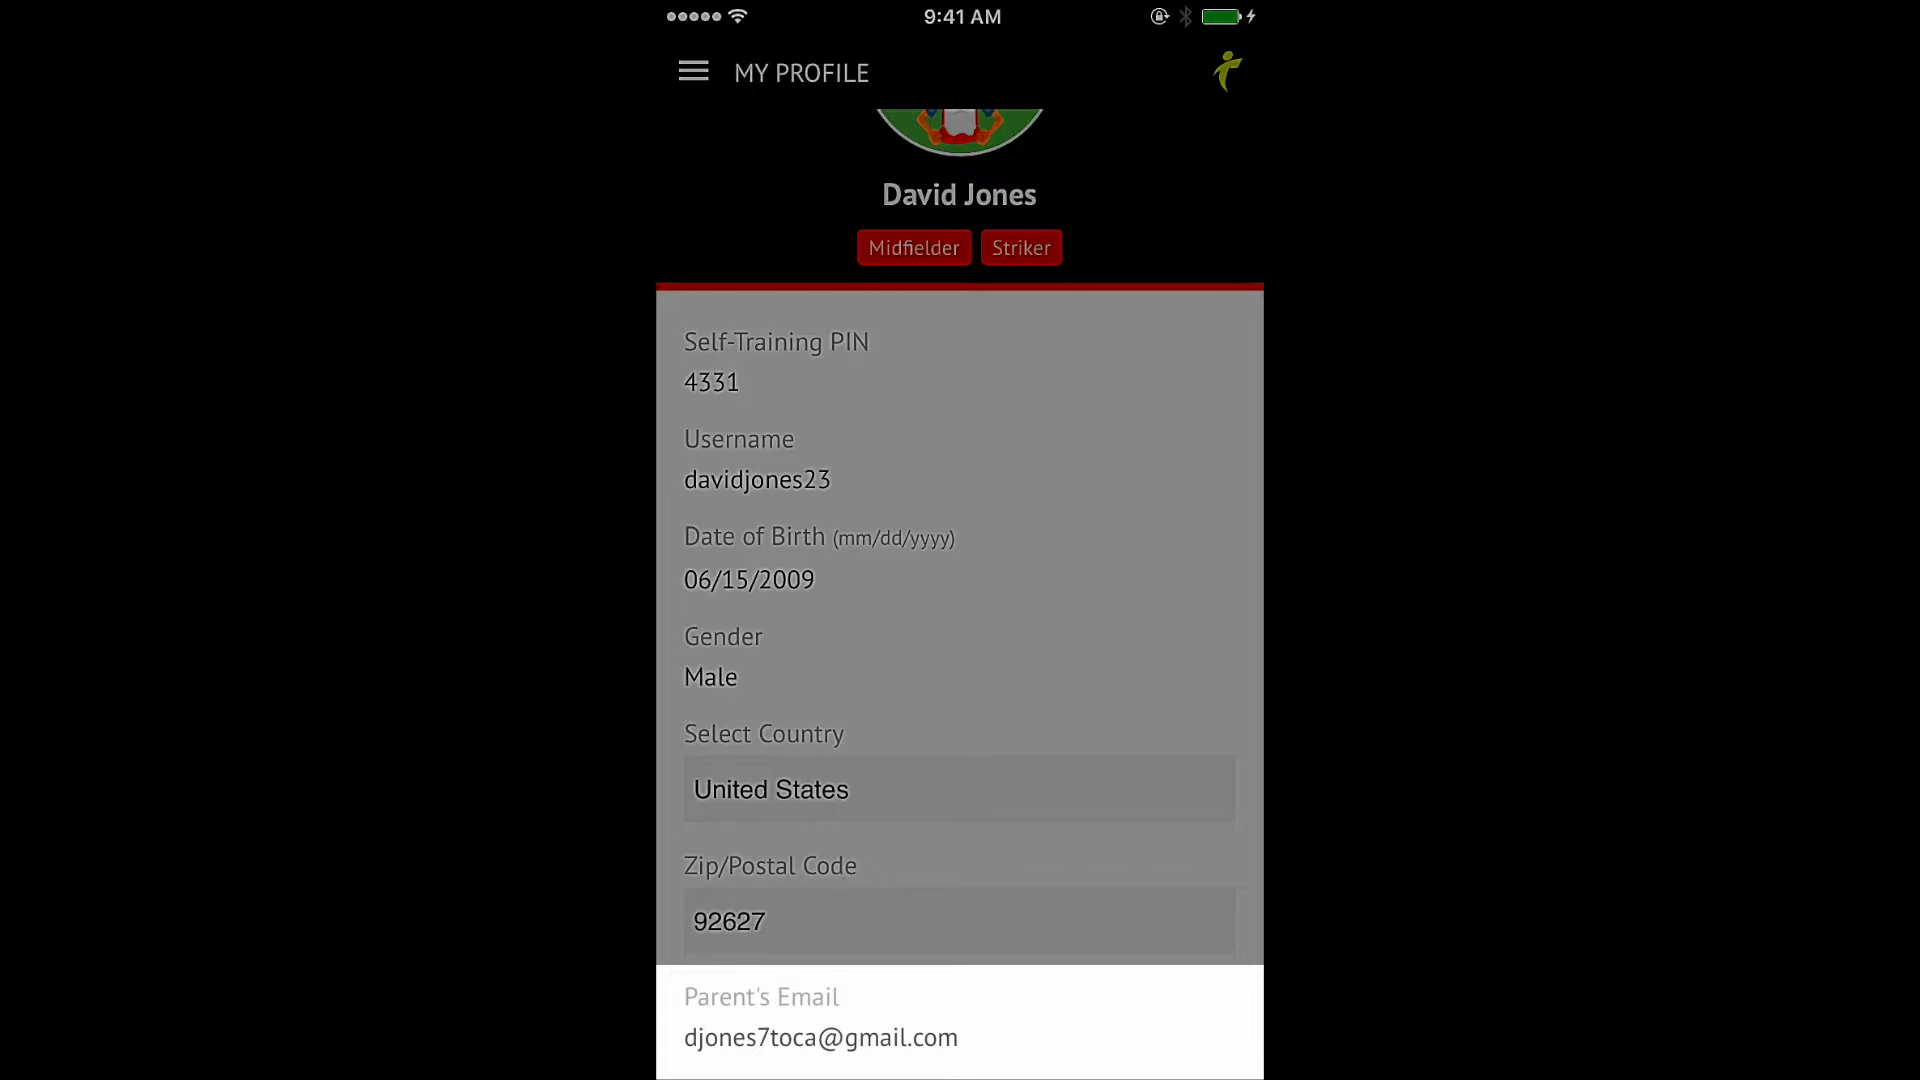 9:41 AM
MY PROFILE
David Jones
Midfielder Striker
Self-Training PIN
4331
Username
davidjones23
Date of Birth (mm/dd/yyyy)
06/15/2009
Gender
Male
Select Country
United States
Zip/Postal Code
92627
Parent's Email
djones7toca@gmail.com